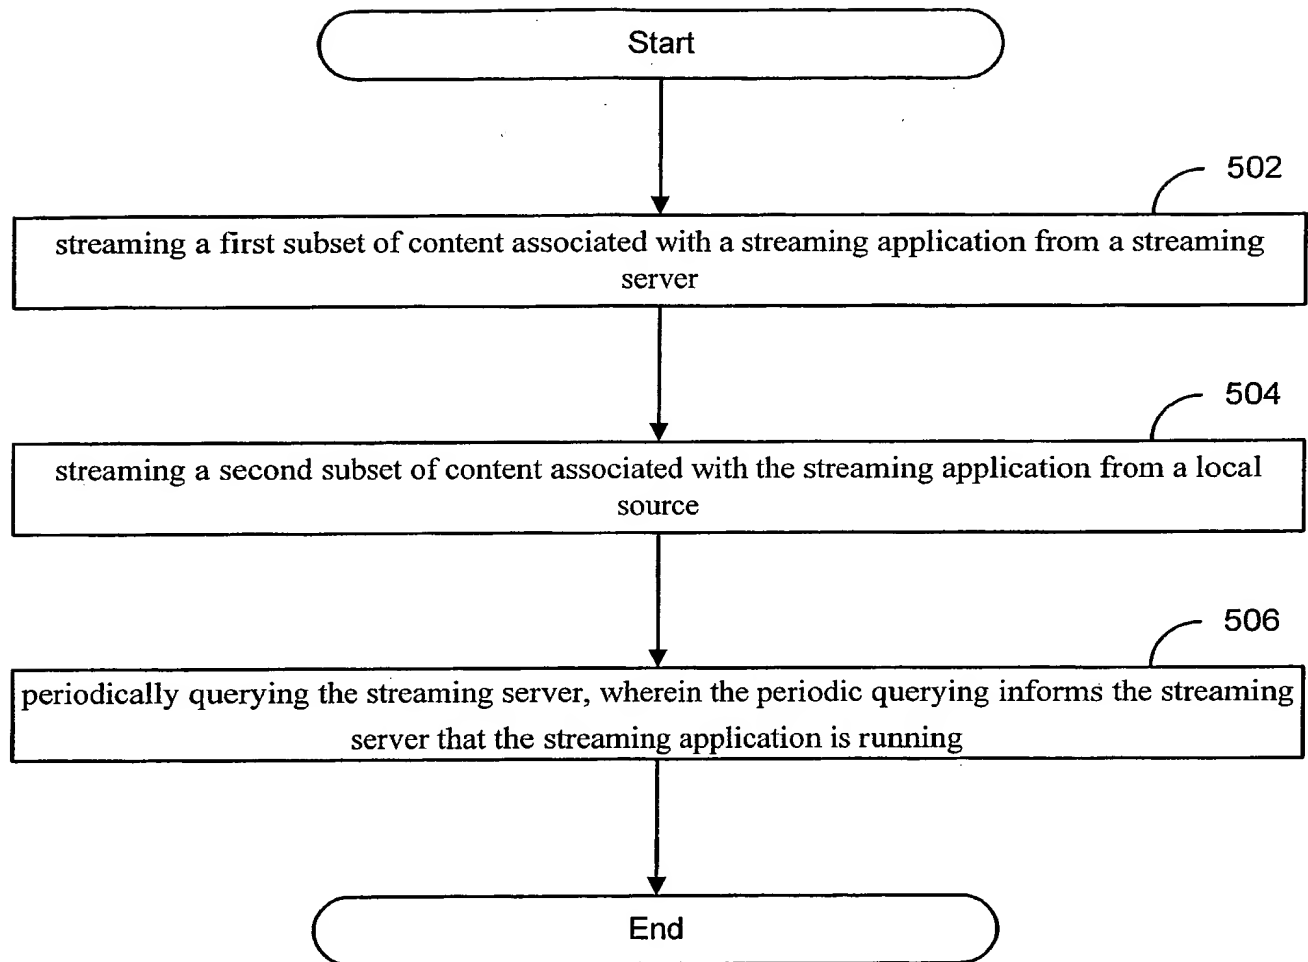 Start
502
streaming a first subset of content associated with a streaming application from a streaming
server
504
streaming a second subset of content associated with the streaming application from a local
source
506
periodically querying the streaming server, wherein the periodic querying informs the streaming
server that the streaming application is running
End